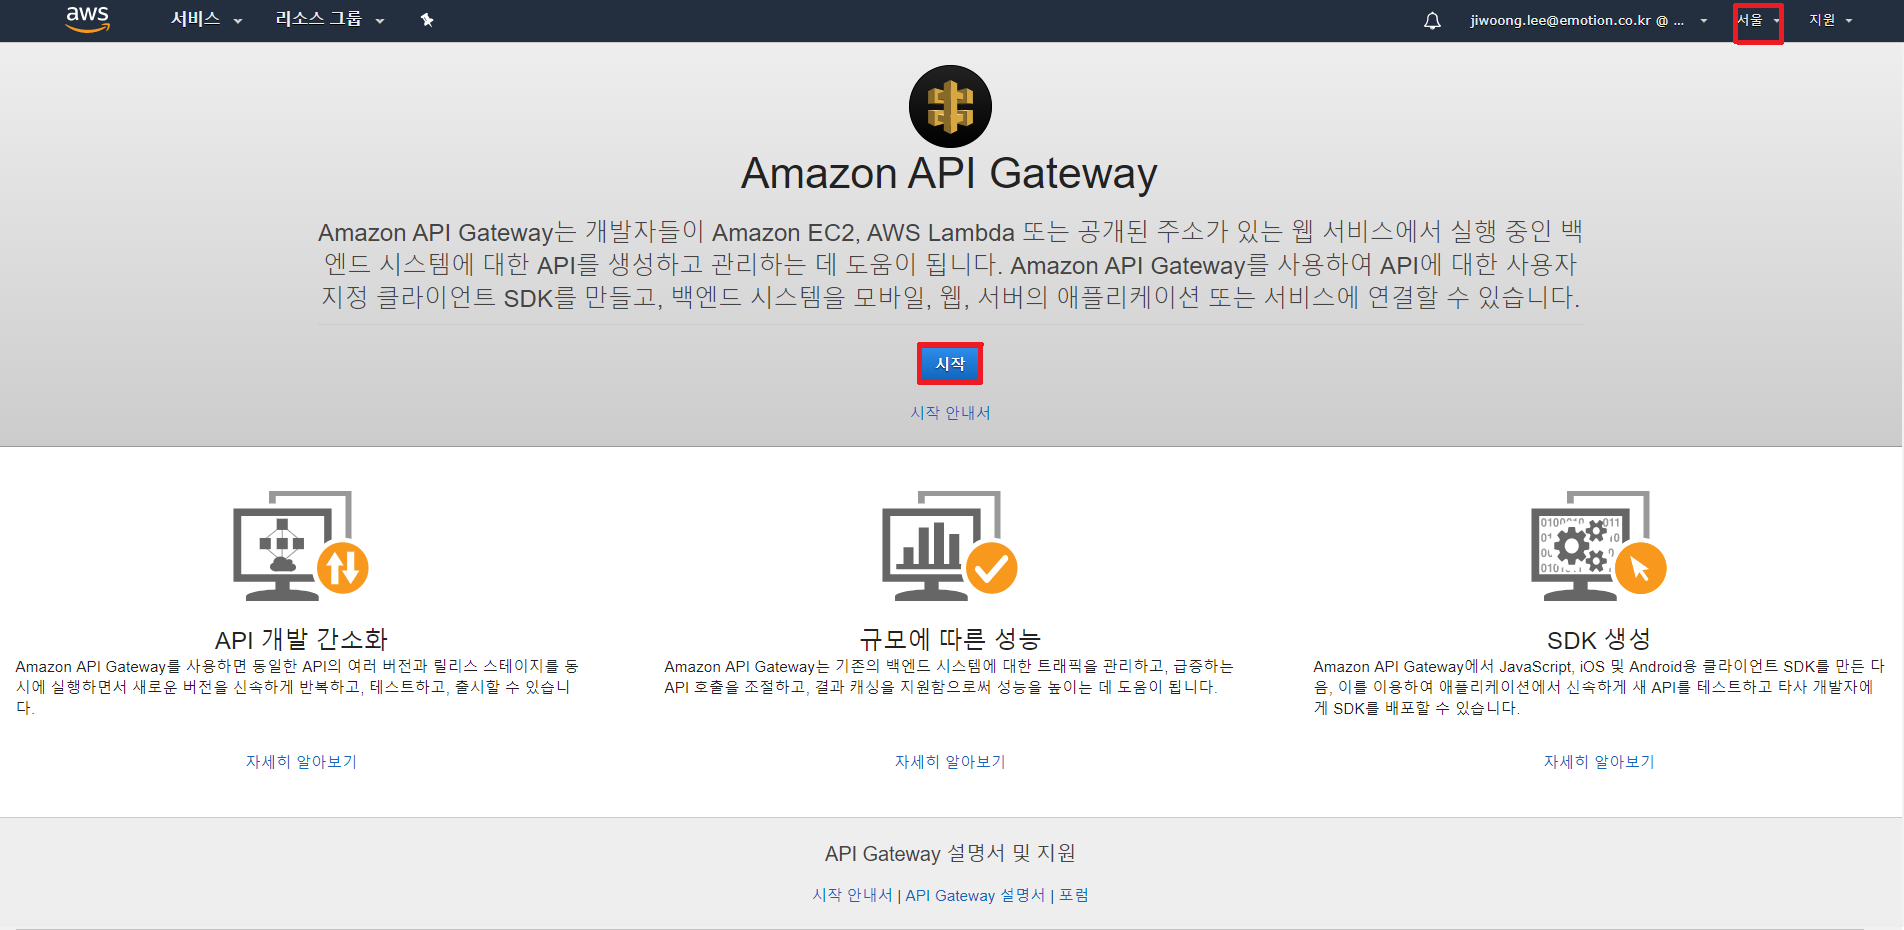 aws 서비스 리소스 그룹 jiwoong.lee@emotion.co.kr @ ... 서울 지원
Amazon API Gateway
Amazon API Gateway는 개발자들이 Amazon EC2, AWS Lambda 또는 공개된 주소가 있는 웹 서비스에서 실행 중인 백
엔드 시스템에 대한 API를 생성하고 관리하는 데 도움이 됩니다. Amazon API Gateway를 사용하여 API에 대한 사용자
지정 클라이언트 SDK를 만들고, 백엔드 시스템을 모바일, 웹, 서버의 애플리케이션 또는 서비스에 연결할 수 있습니다.
시작
시작 안내서
API 개발 간소화
Amazon API Gateway를 사용하면 동일한 API의 여러 버전과 릴리스 스테이지를 동
시에 실행하면서 새로운 버전을 신속하게 반복하고, 테스트하고, 출시할 수 있습니
다.
자세히 알아보기
규모에 따른 성능
Amazon API Gateway는 기존의 백엔드 시스템에 대한 트래픽을 관리하고, 급증하는
API 호출을 조절하고, 결과 캐싱을 지원함으로써 성능을 높이는 데 도움이 됩니다.
자세히 알아보기
SDK 생성
Amazon API Gateway에서 JavaScript, iOS 및 Android용 클라이언트 SDK를 만든 다
음, 이를 이용하여 애플리케이션에서 신속하게 새 API를 테스트하고 타사 개발자에
게 SDK를 배포할 수 있습니다.
자세히 알아보기
API Gateway 설명서 및 지원
시작 안내서 | API Gateway 설명서 | 포럼